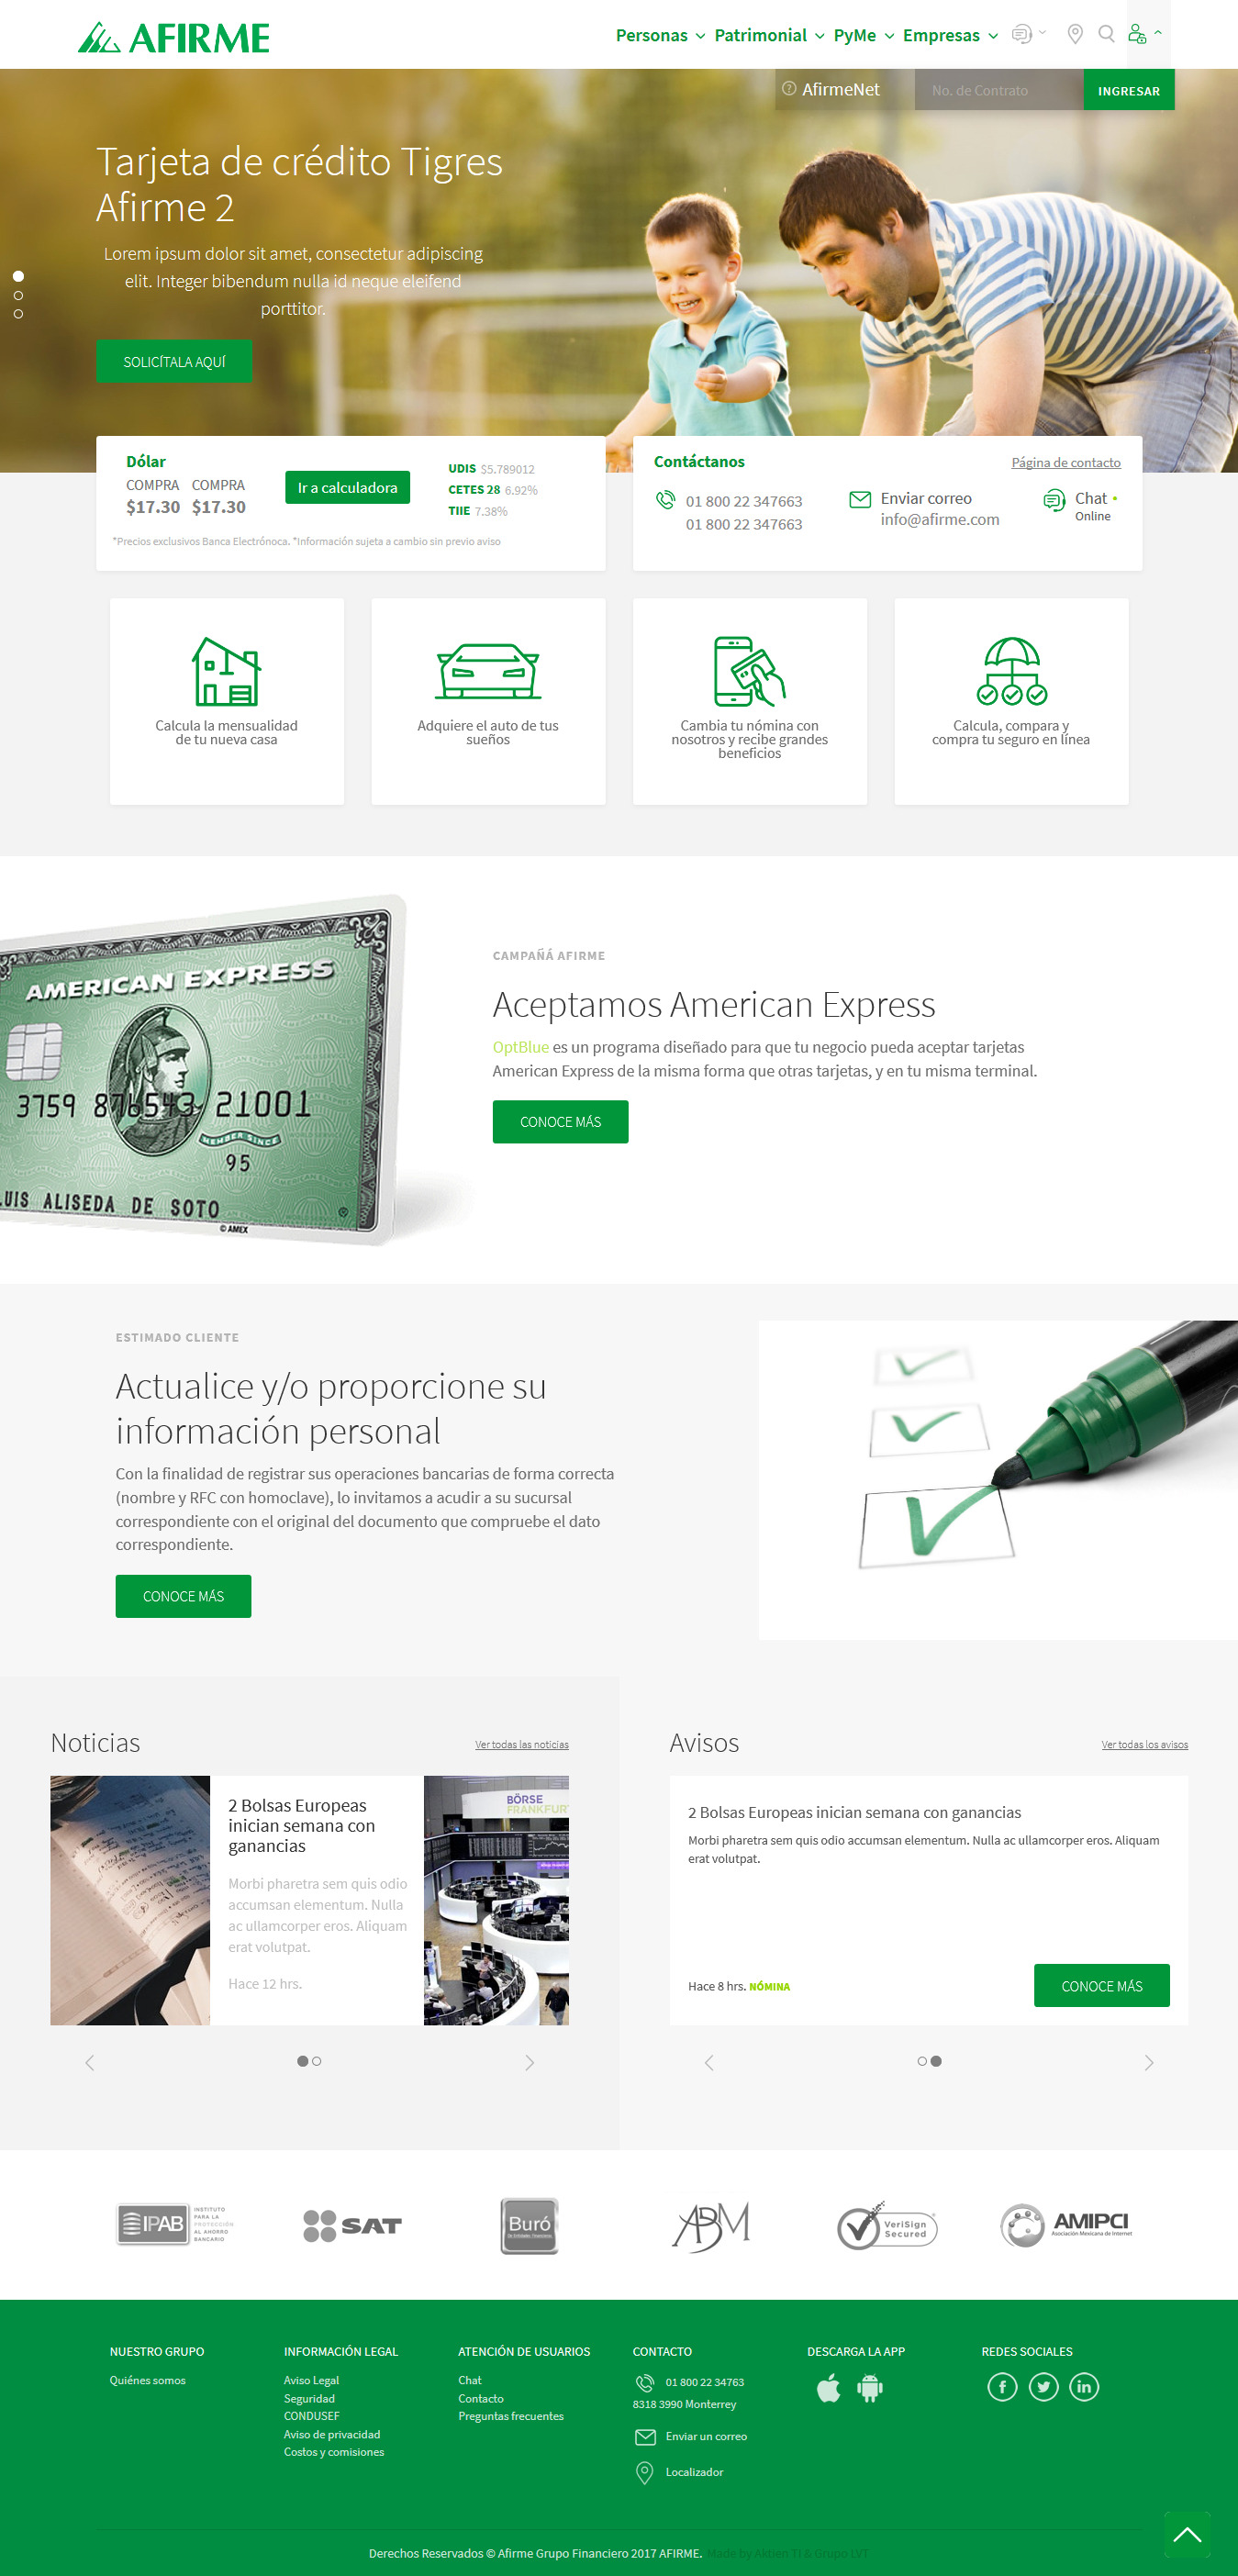 AFIRME
Personas Patrimonial PyMe Empresas
AfirmeNet No. de Contrato INGRESAR
Tarjeta de crédito Tigres
Afirme 2
Lorem ipsum dolor sit amet, consectetur adipiscing
elit. Integer bibendum nulla id neque eleifend
porttitor.
SOLICÍTALA AQUÍ
Dólar
COMPRA COMPRA
$17.30 $17.30
Ir a calculadora
UDIS $5.789012
CETES 28 6.92%
TIIE 7.38%
*Precios exclusivos Banca Electrónoca. *Información sujeta a cambio sin previo aviso
Contáctanos
Página de contacto
01 800 22 347663
01 800 22 347663
Enviar correo
info@afirme.com
Chat
Online
Calcula la mensualidad
de tu nueva casa
Adquiere el auto de tus
sueños
Cambia tu nómina con
nosotros y recibe grandes
beneficios
Calcula, compara y
compra tu seguro en línea
AMERICAN EXPRESS
3759 876543 21001
MEMBER SINCE
95
LUIS ALISEDA DE SOTO
© AMEX
CAMPAÑÁ AFIRME
Aceptamos American Express
OptBlue es un programa diseñado para que tu negocio pueda aceptar tarjetas
American Express de la misma forma que otras tarjetas, y en tu misma terminal.
CONOCE MÁS
ESTIMADO CLIENTE
Actualice y/o proporcione su
información personal
Con la finalidad de registrar sus operaciones bancarias de forma correcta
(nombre y RFC con homoclave), lo invitamos a acudir a su sucursal
correspondiente con el original del documento que compruebe el dato
correspondiente.
CONOCE MÁS
Noticias
Ver todas las noticias
2 Bolsas Europeas
inician semana con
ganancias
Morbi pharetra sem quis odio
accumsan elementum. Nulla
ac ullamcorper eros. Aliquam
erat volutpat.
Hace 12 hrs.
BÖRSE
FRANKFUR
Avisos
Ver todas los avisos
2 Bolsas Europeas inician semana con ganancias
Morbi pharetra sem quis odio accumsan elementum. Nulla ac ullamcorper eros. Aliquam
erat volutpat.
Hace 8 hrs. NÓMINA
CONOCE MÁS
IPAB
INSTITUTO
PARA LA
PROTECCIÓN
AL AHORRO
BANCARIO
SAT
Buró
de Entidades Financieras
ABM
VeriSign
Secured
AMIPCI
Asociación Mexicana de Internet
NUESTRO GRUPO
Quiénes somos
INFORMACIÓN LEGAL
Aviso Legal
Seguridad
CONDUSEF
Aviso de privacidad
Costos y comisiones
ATENCIÓN DE USUARIOS
Chat
Contacto
Preguntas frecuentes
CONTACTO
01 800 22 34763
8318 3990 Monterrey
Enviar un correo
Localizador
DESCARGA LA APP
REDES SOCIALES
Derechos Reservados © Afirme Grupo Financiero 2017 AFIRME. Made by Aktien TI & Grupo LVT